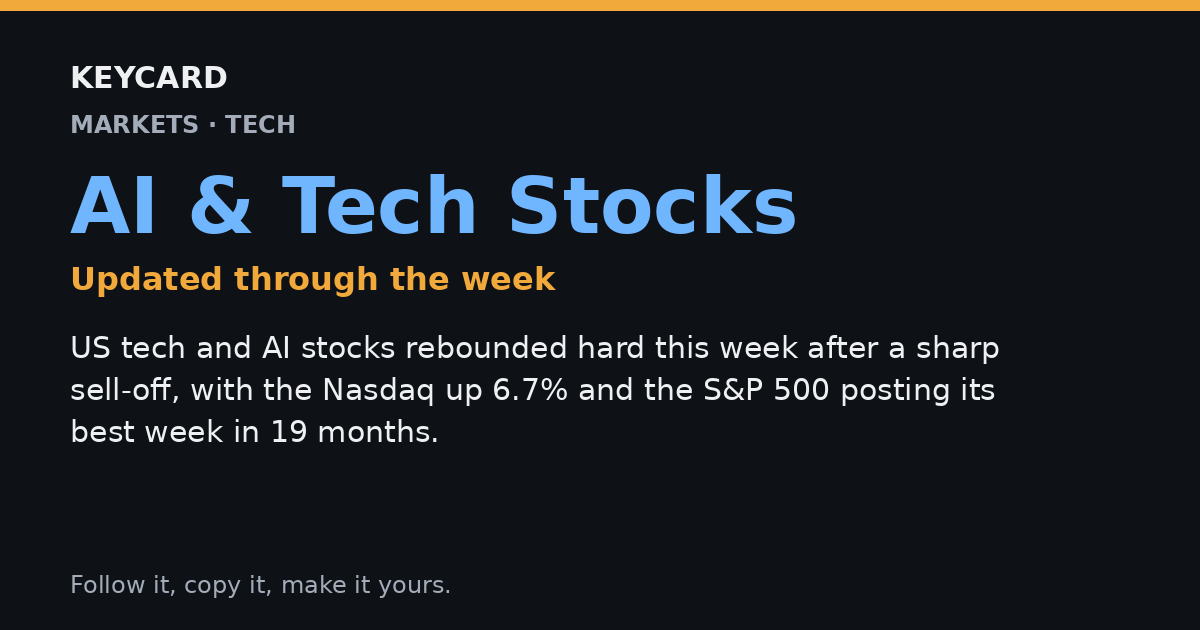 KEYCARD
MARKETS · TECH
AI & Tech Stocks
Updated through the week
US tech and AI stocks rebounded hard this week after a sharp
sell-off, with the Nasdaq up 6.7% and the S&P 500 posting its
best week in 19 months.
Follow it, copy it, make it yours.